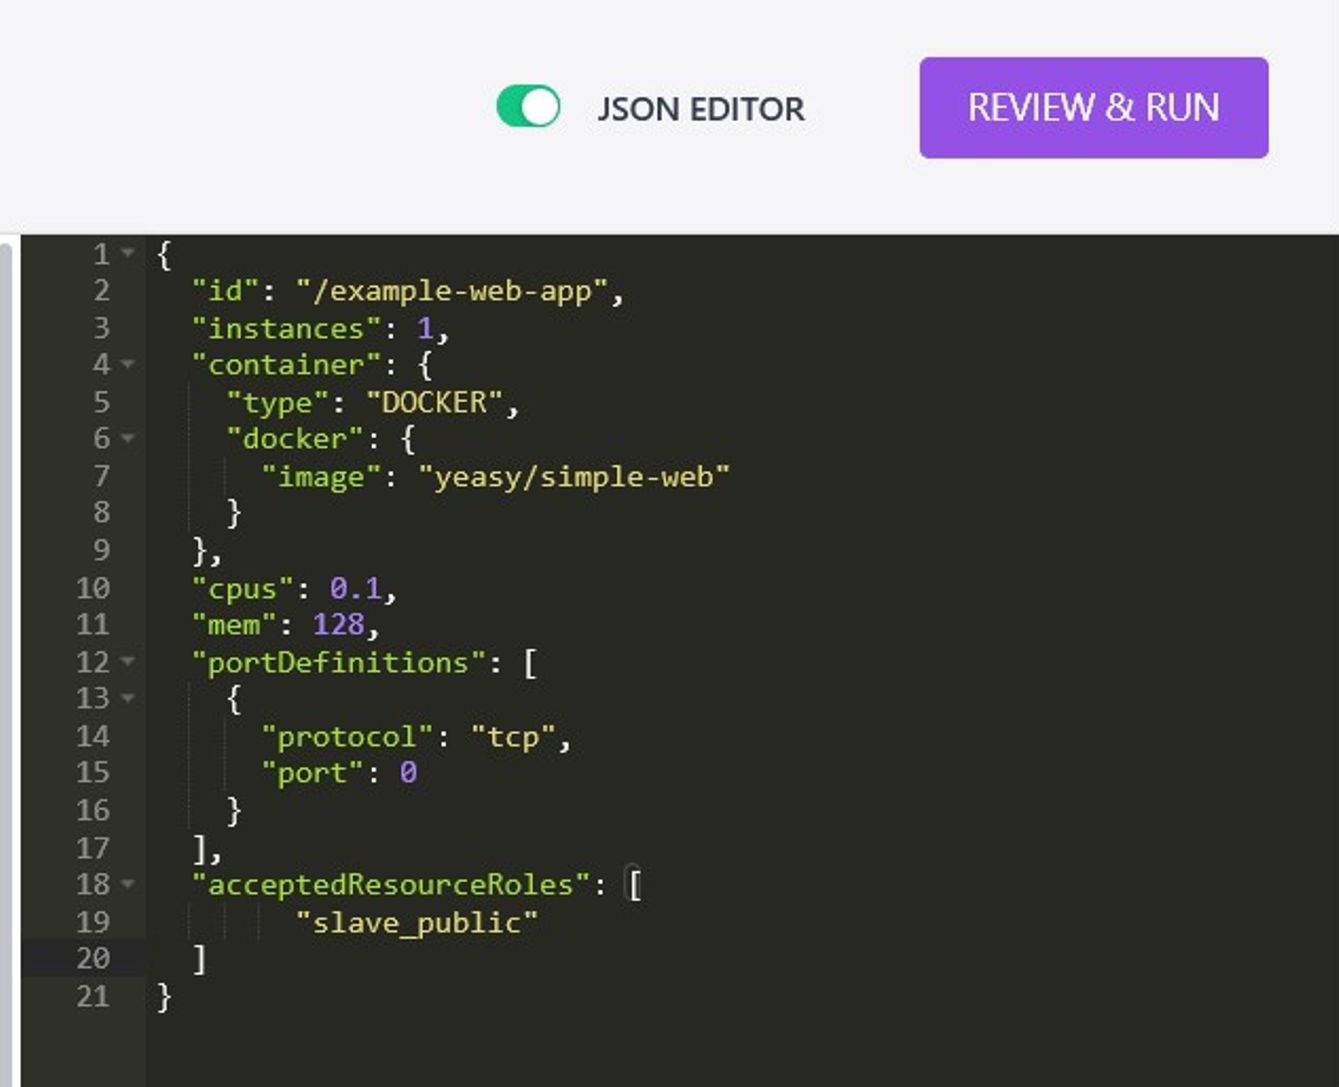 JSON EDITOR
REVIEW & RUN
1 {
2   "id": "/example-web-app",
3   "instances": 1,
4   "container": {
5     "type": "DOCKER",
6     "docker": {
7       "image": "yeasy/simple-web"
8     }
9   },
10   "cpus": 0.1,
11   "mem": 128,
12   "portDefinitions": [
13     {
14       "protocol": "tcp",
15       "port": 0
16     }
17   ],
18   "acceptedResourceRoles": [
19         "slave_public"
20   ]
21 }